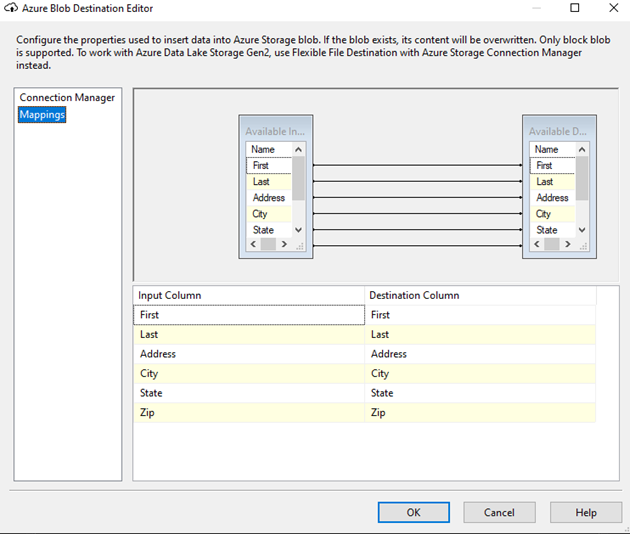 Azure Blob Destination Editor
Configure the properties used to insert data into Azure Storage blob. If the blob exists, its content will be overwritten. Only block blob
is supported. To work with Azure Data Lake Storage Gen2, use Flexible File Destination with Azure Storage Connection Manager
instead.
Connection Manager
Mappings
Available In...
Name
First
Last
Address
City
State
Available D...
Name
First
Last
Address
City
State
Input Column Destination Column
First First
Last Last
Address Address
City City
State State
Zip Zip
OK Cancel Help